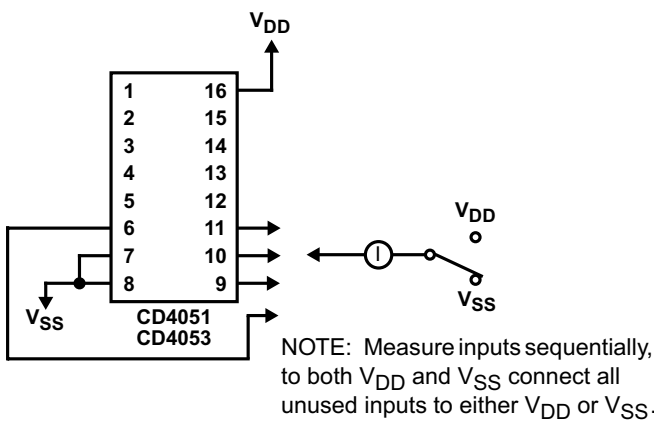 VDD
1 16
2 15
3 14
4 13
5 12
6 11
7 10
8 9
VSS
CD4051
CD4053
I
VDD
VSS
NOTE: Measure inputs sequentially,
to both VDD and VSS connect all
unused inputs to either VDD or VSS.